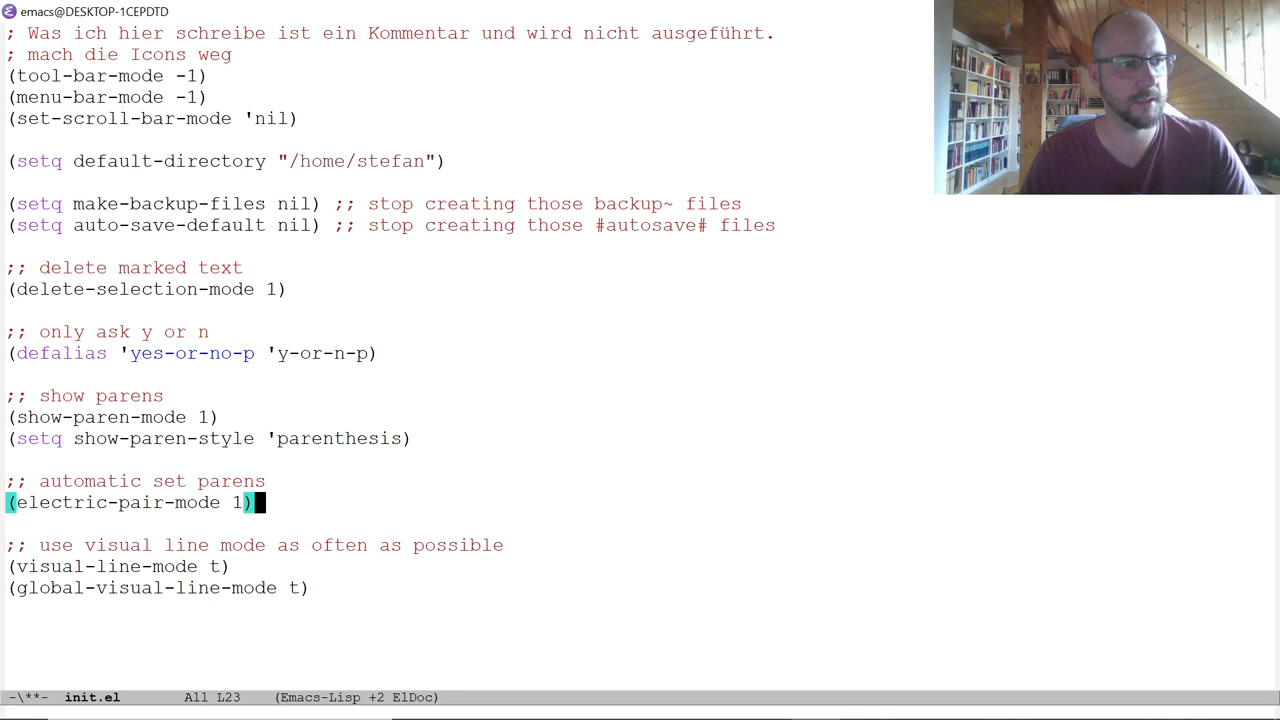 emacs@DESKTOP-1CEPDTD
; Was ich hier schreibe ist ein Kommentar und wird nicht ausgeführt.
; mach die Icons weg
(tool-bar-mode -1)
(menu-bar-mode -1)
(set-scroll-bar-mode 'nil)
(setq default-directory "/home/stefan")
(setq make-backup-files nil) ;; stop creating those backup~ files
(setq auto-save-default nil) ;; stop creating those #autosave# files
;; delete marked text
(delete-selection-mode 1)
;; only ask y or n
(defalias 'yes-or-no-p 'y-or-n-p)
;; show parens
(show-paren-mode 1)
(setq show-paren-style 'parenthesis)
;; automatic set parens
(electric-pair-mode 1)
;; use visual line mode as often as possible
(visual-line-mode t)
(global-visual-line-mode t)
-\**- init.el All L23 (Emacs-Lisp +2 ElDoc)